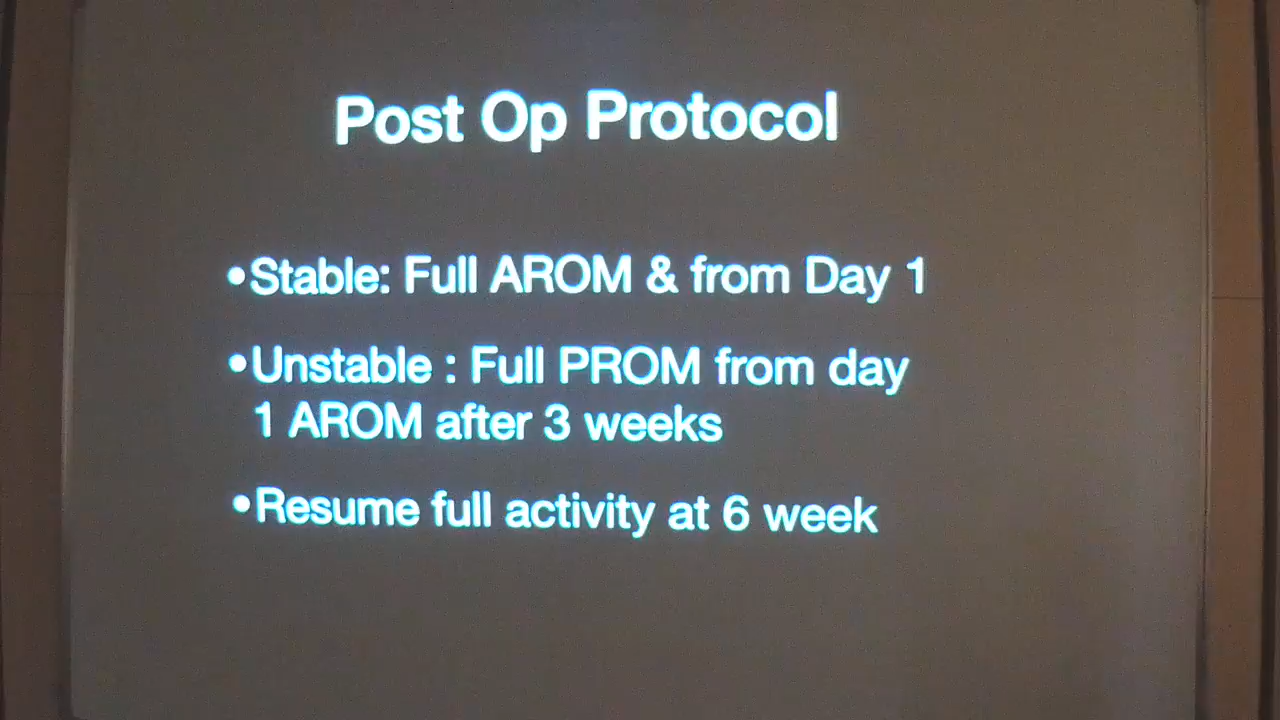 Post Op Protocol
•Stable: Full AROM & from Day 1
•Unstable : Full PROM from day
1 AROM after 3 weeks
•Resume full activity at 6 week